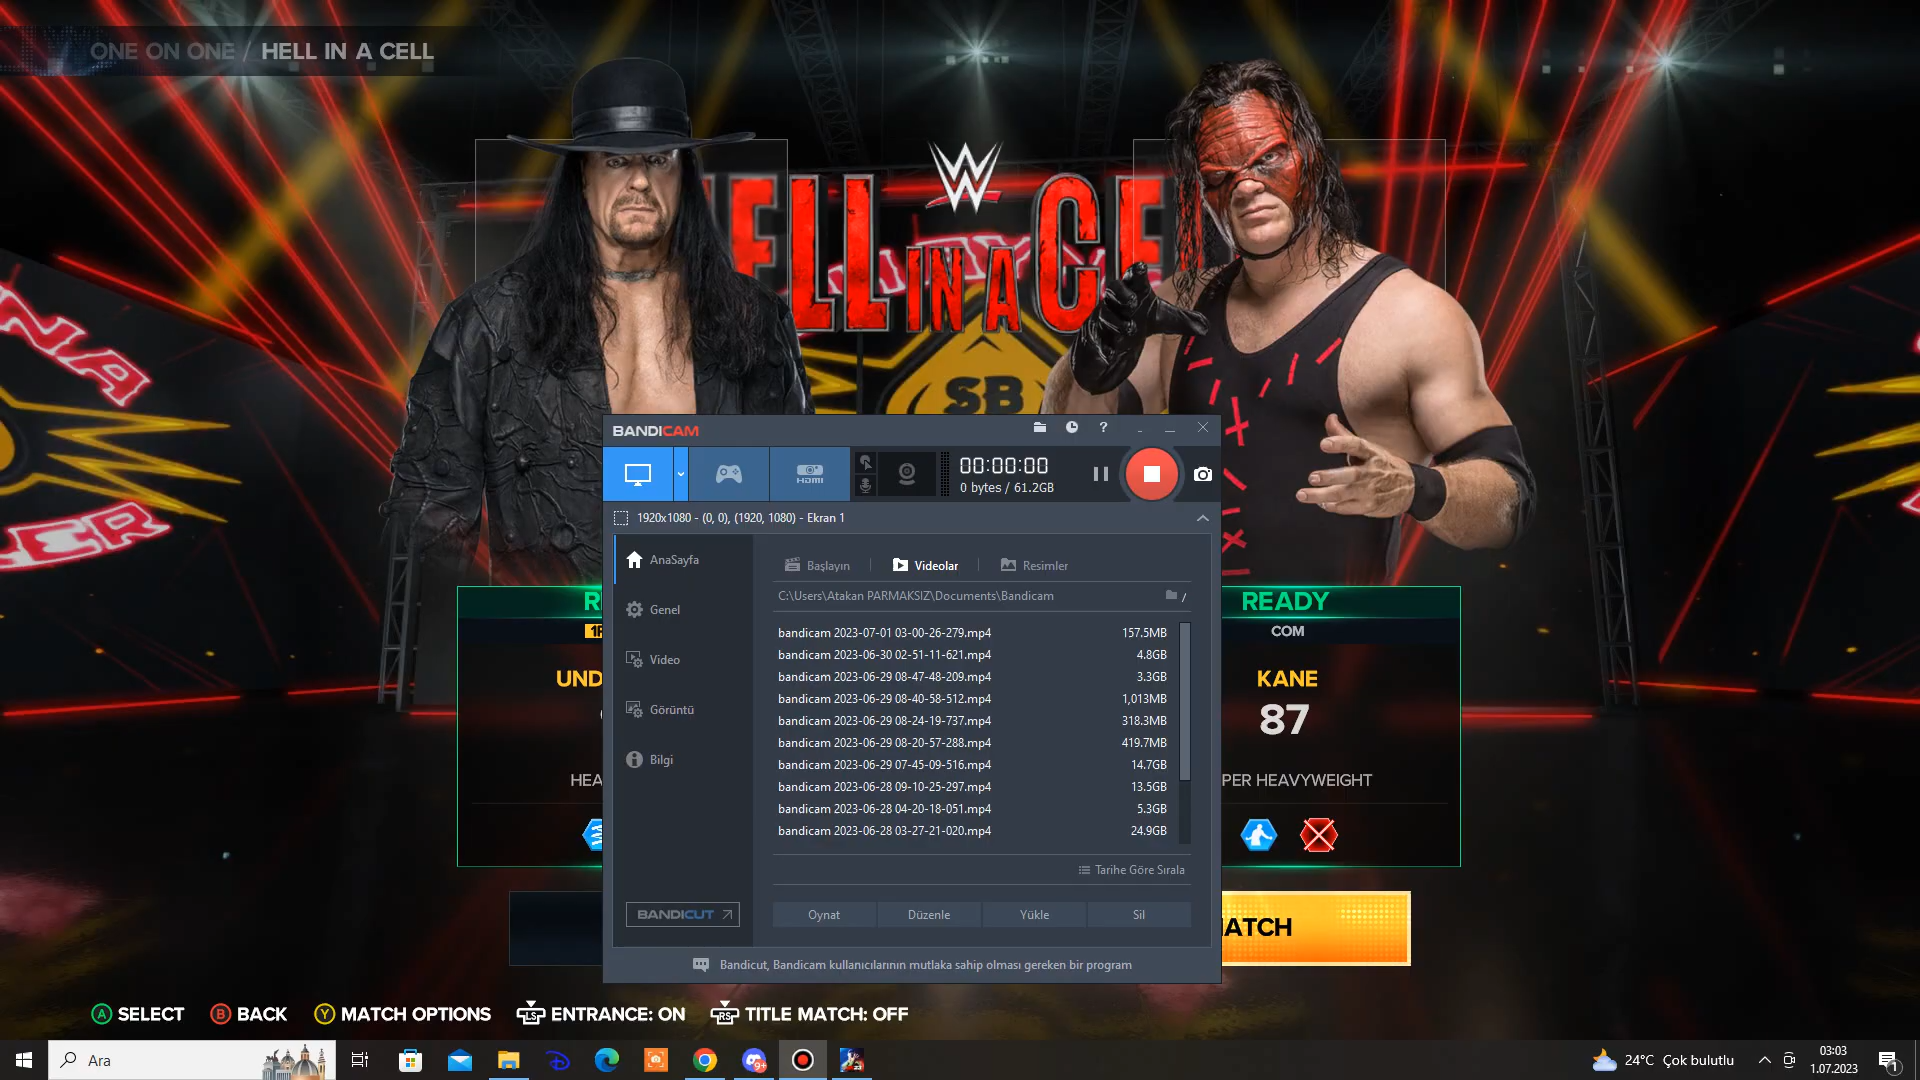 ONE ON ONE / HELL IN A CELL
ELL IN A CE
SB
BANDICAM
HDMI
00:00:00
0 bytes / 61.2GB
1920x1080 - (0, 0), (1920, 1080) - Ekran 1
AnaSayfa
Genel
Video
Görüntü
Bilgi
BANDICUT
Başlayın
Videolar
Resimler
C:\Users\Atakan PARMAKSIZ\Documents\Bandicam
/
bandicam 2023-07-01 03-00-26-279.mp4 157.5MB
bandicam 2023-06-30 02-51-11-621.mp4 4.8GB
bandicam 2023-06-29 08-47-48-209.mp4 3.3GB
bandicam 2023-06-29 08-40-58-512.mp4 1,013MB
bandicam 2023-06-29 08-24-19-737.mp4 318.3MB
bandicam 2023-06-29 08-20-57-288.mp4 419.7MB
bandicam 2023-06-29 07-45-09-516.mp4 14.7GB
bandicam 2023-06-28 09-10-25-297.mp4 13.5GB
bandicam 2023-06-28 04-20-18-051.mp4 5.3GB
bandicam 2023-06-28 03-27-21-020.mp4 24.9GB
Tarihe Göre Sırala
Oynat Düzenle Yükle Sil
Bandicut, Bandicam kullanıcılarının mutlaka sahip olması gereken bir program
UND
HEA
READY
COM
KANE
87
PER HEAVYWEIGHT
ATCH
A SELECT B BACK Y MATCH OPTIONS LS ENTRANCE: ON RS TITLE MATCH: OFF
Ara
9+
24°C Çok bulutlu
03:03
1.07.2023
1